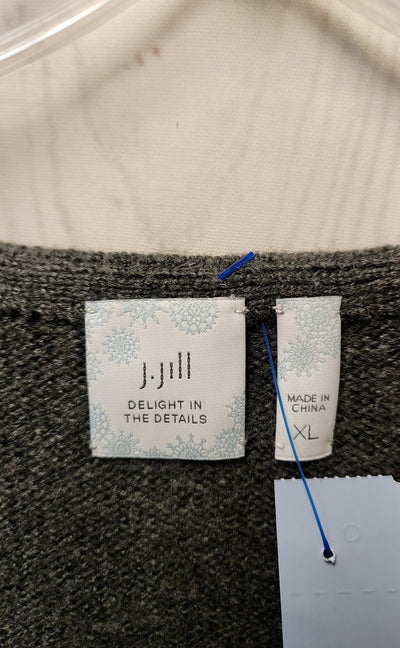 J.Jill
DELIGHT IN
THE DETAILS
MADE IN
CHINA
XL